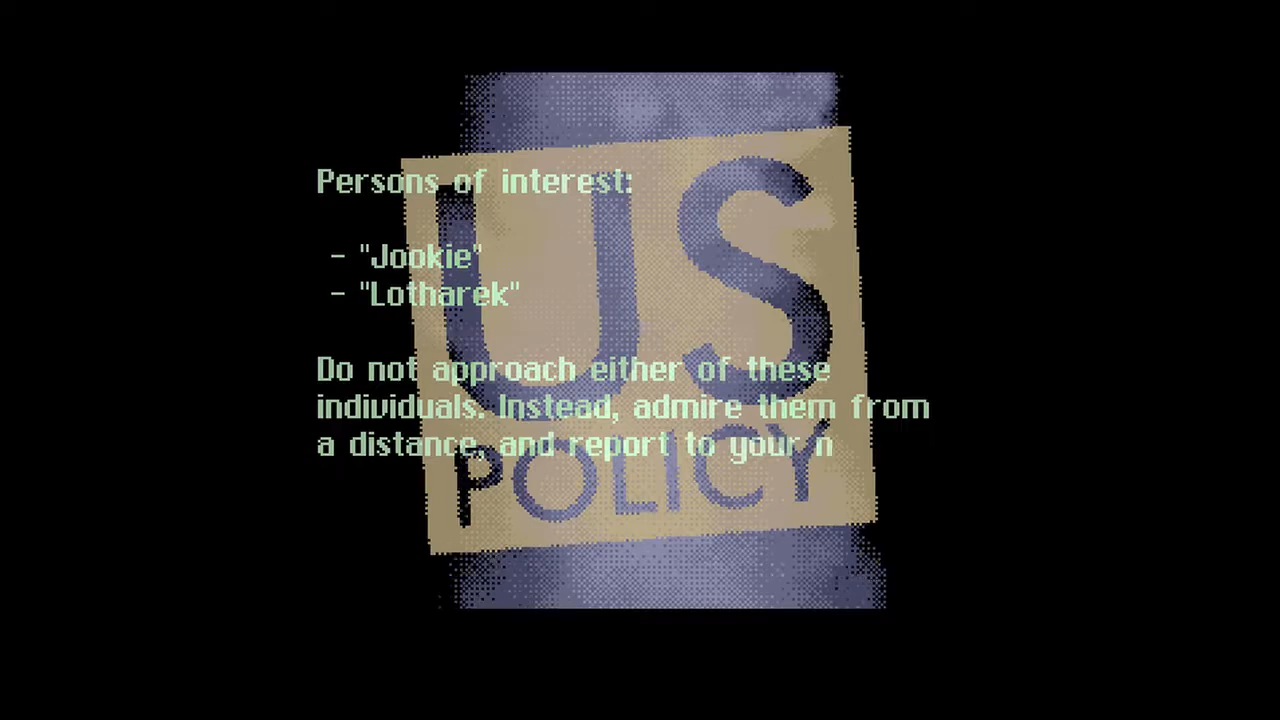 Persons of interest:
- "Jookie"
- "Lotharek"
Do not approach either of these
individuals. Instead, admire them from
a distance, and report to your n
US
POLICY